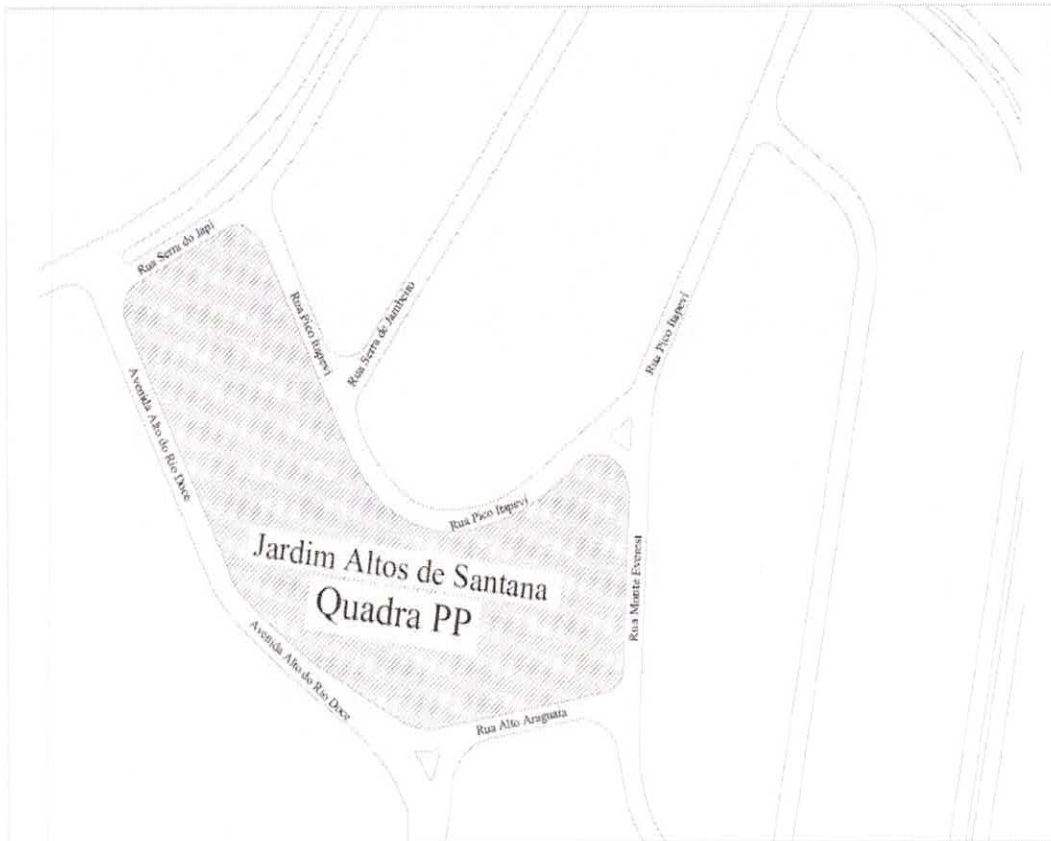 Rua Serra do Japi
Rua Pico Itapevi
Rua Serra de Jambeiro
Rua Pico Itapevi
Avenida Alto do Rio Doce
Rua Pico Itapevi
Jardim Altos de Santana
Quadra PP
Rua Monte Everest
Avenida Alto do Rio Doce
Rua Alto Araguaia